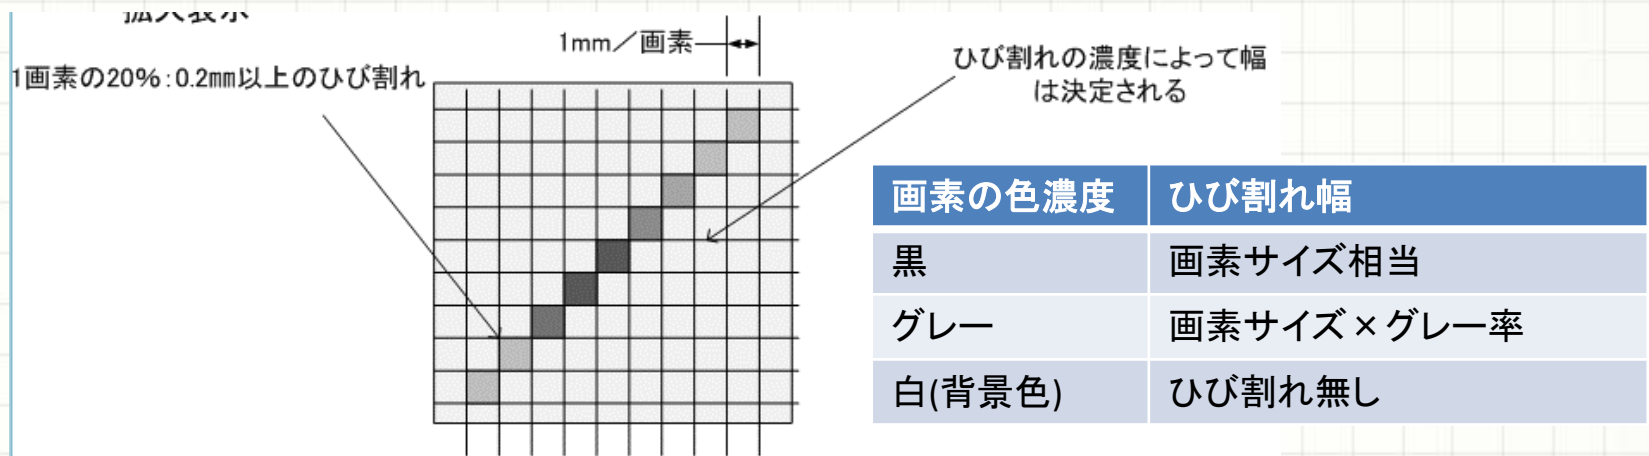 拡大表示
1mm／画素
1画素の20%：0.2㎜以上のひび割れ
ひび割れの濃度によって幅
は決定される
画素の色濃度 ひび割れ幅
黒 画素サイズ相当
グレー 画素サイズ×グレー率
白(背景色) ひび割れ無し